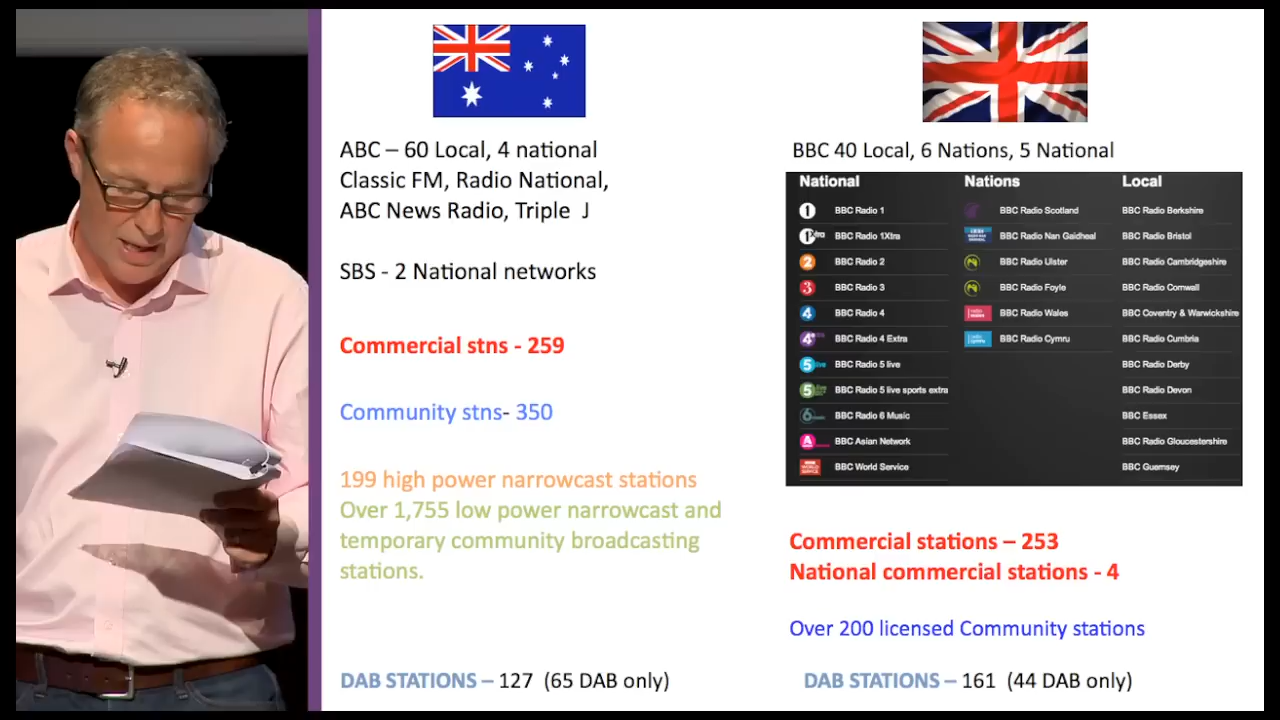 ABC – 60 Local, 4 national
Classic FM, Radio National,
ABC News Radio, Triple J
SBS - 2 National networks
Commercial stns - 259
Community stns- 350
199 high power narrowcast stations
Over 1,755 low power narrowcast and
temporary community broadcasting
stations.
DAB STATIONS – 127 (65 DAB only)
BBC 40 Local, 6 Nations, 5 National
National
1 BBC Radio 1
BBC Radio 1Xtra
2 BBC Radio 2
3 BBC Radio 3
4 BBC Radio 4
BBC Radio 4 Extra
5 live BBC Radio 5 live
5 BBC Radio 5 live sports extra
6 BBC Radio 6 Music
A BBC Asian Network
BBC World Service
Nations
BBC Radio Scotland
BBC Radio Nan Gaidheal
BBC Radio Ulster
BBC Radio Foyle
BBC Radio Wales
BBC Radio Cymru
Local
BBC Radio Berkshire
BBC Radio Bristol
BBC Radio Cambridgeshire
BBC Radio Cornwall
BBC Coventry & Warwickshire
BBC Radio Cumbria
BBC Radio Derby
BBC Radio Devon
BBC Essex
BBC Radio Gloucestershire
BBC Guernsey
Commercial stations – 253
National commercial stations - 4
Over 200 licensed Community stations
DAB STATIONS – 161 (44 DAB only)